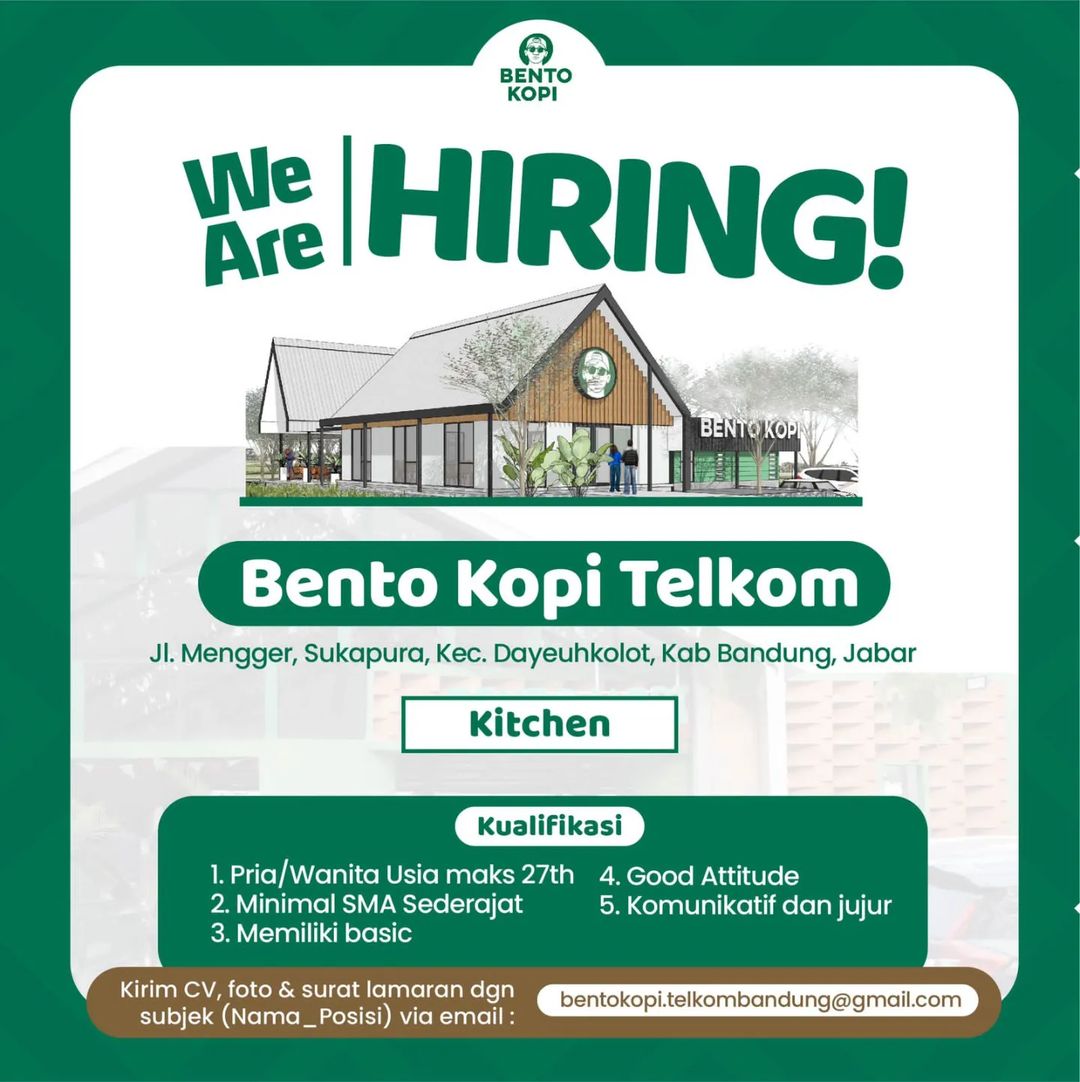 BENTO
KOPI
We
Are
HIRING!
BENTO KOPI
Bento Kopi Telkom
Jl. Mengger, Sukapura, Kec. Dayeuhkolot, Kab Bandung, Jabar
Kitchen
Kualifikasi
1. Pria/Wanita Usia maks 27th
2. Minimal SMA Sederajat
3. Memiliki basic
4. Good Attitude
5. Komunikatif dan jujur
Kirim CV, foto & surat lamaran dgn
subjek (Nama_Posisi) via email :
bentokopi.telkombandung@gmail.com